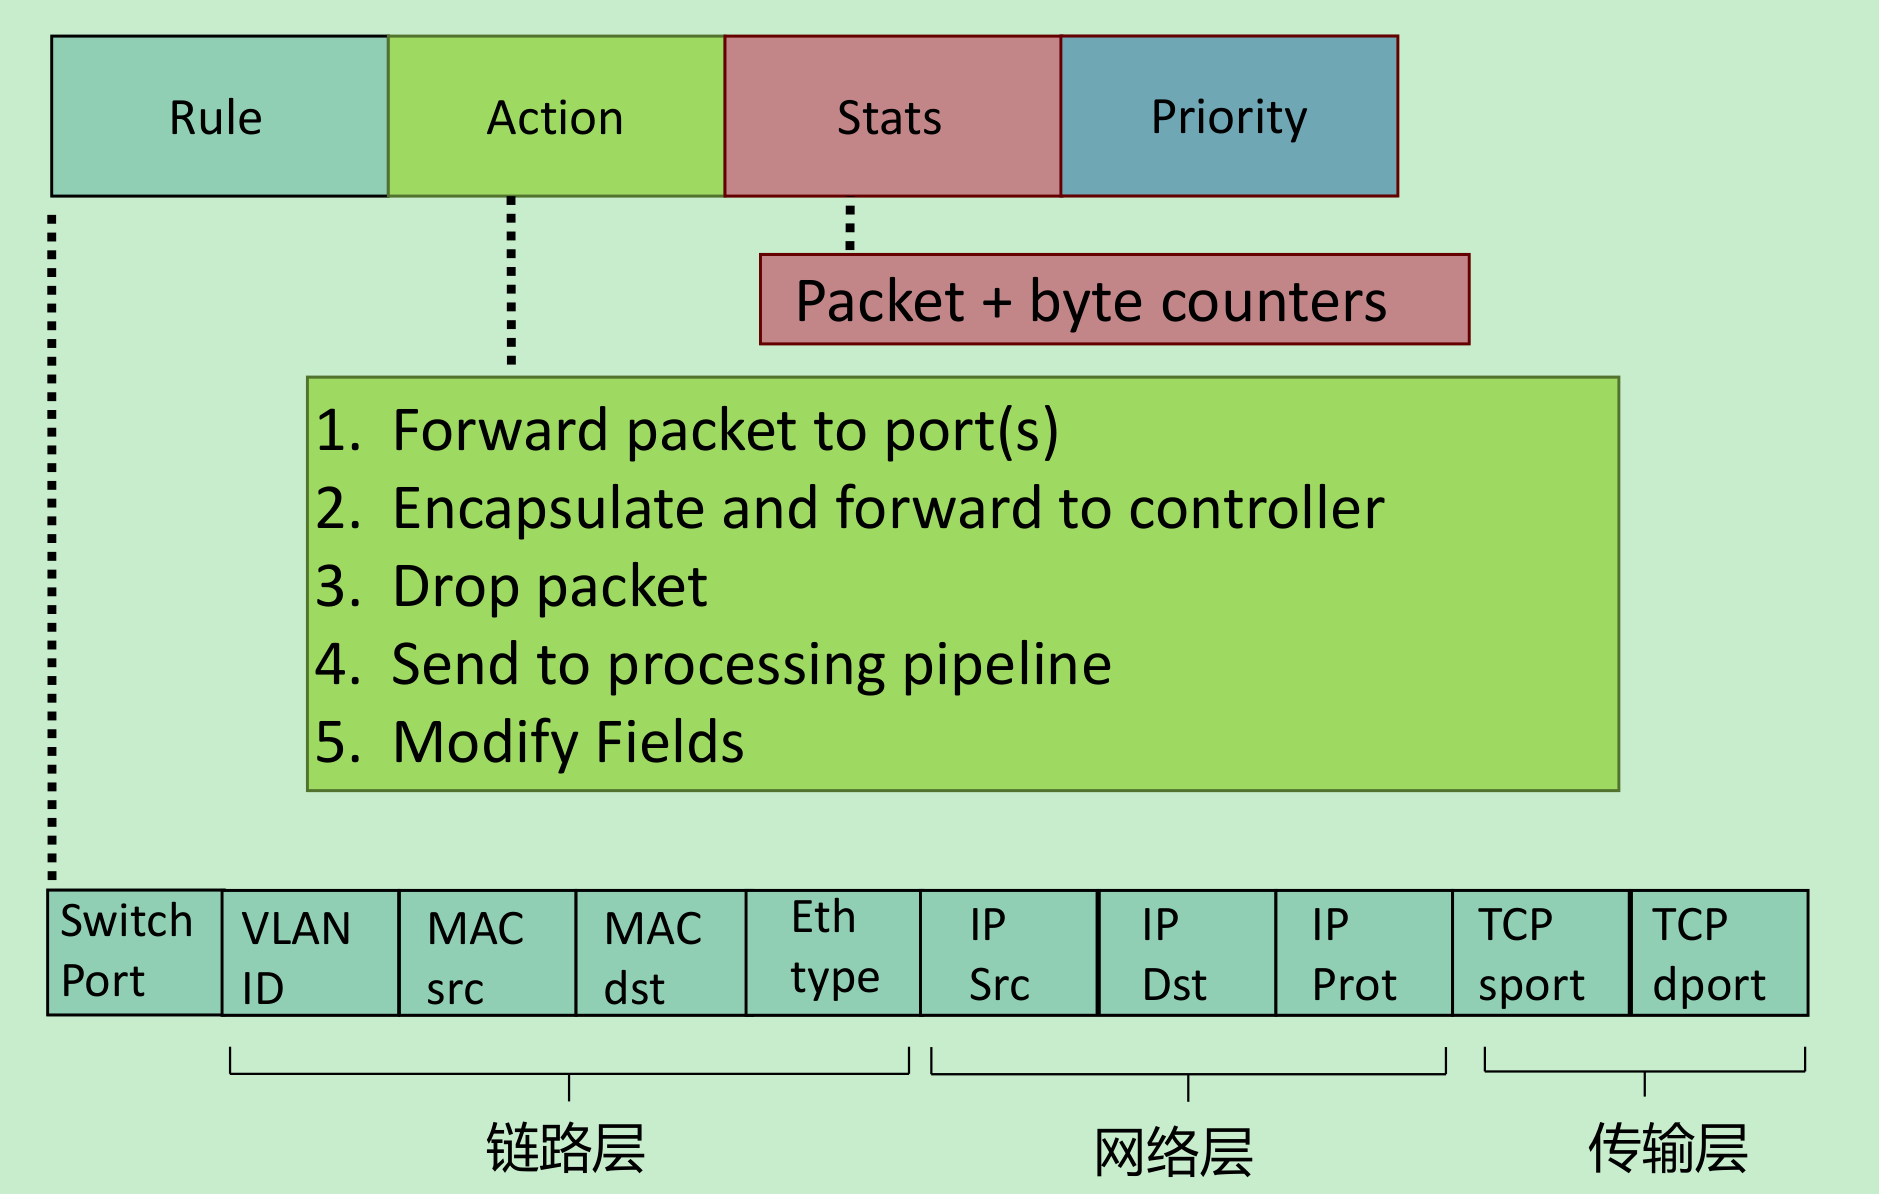 Rule
Action
Stats
Priority
Packet + byte counters
1. Forward packet to port(s)
2. Encapsulate and forward to controller
3. Drop packet
4. Send to processing pipeline
5. Modify Fields
Switch
Port
VLAN
ID
MAC
src
MAC
dst
Eth
type
IP
Src
IP
Dst
IP
Prot
TCP
sport
TCP
dport
链路层
网络层
传输层